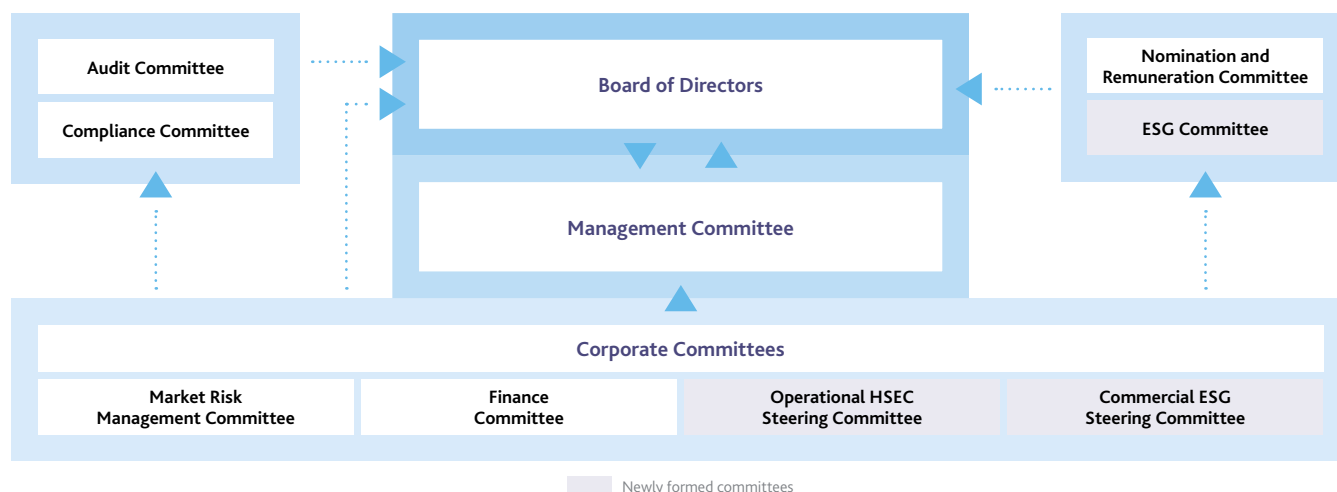 Audit Committee
Compliance Committee
Board of Directors
Nomination and
Remuneration Committee
ESG Committee
Management Committee
Corporate Committees
Market Risk
Management Committee
Finance
Committee
Operational HSEC
Steering Committee
Commercial ESG
Steering Committee
Newly formed committees